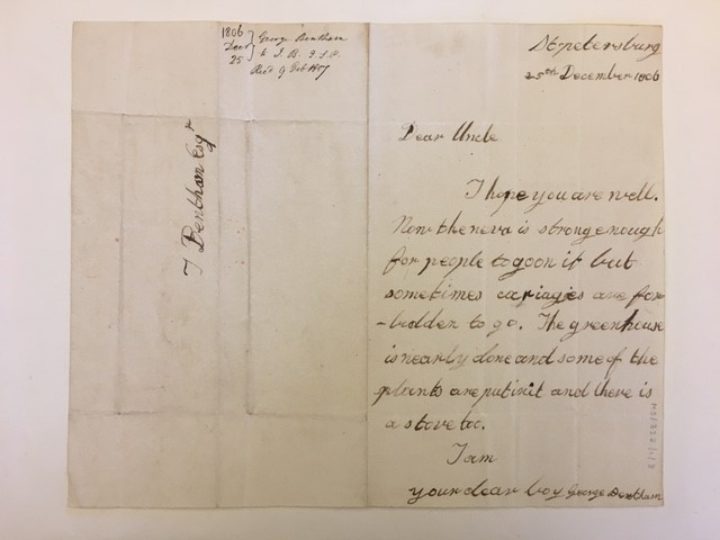 1806
Decr
25
George Bentham
to J. B. Q.S.P.
Recd 9 Feb 1807
J Bentham Esqr
St petersburg
25th December 1806
Dear Uncle
I hope you are well.
Now the neva is strong enough
for people to go on it but
sometimes cariages are for
-bidden to go. The greenhouse
is nearly done and some of the
plants are put in it and there is
a stove too.
I am
your dear boy George Bentham